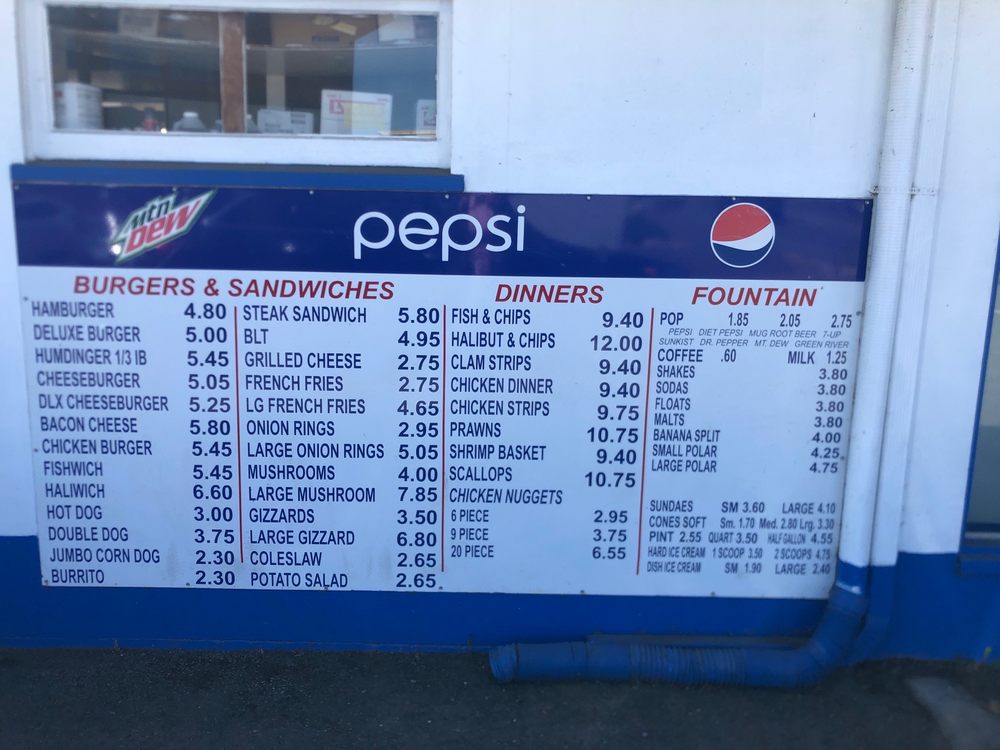 Mtn
DEW
pepsi
BURGERS & SANDWICHES
HAMBURGER 4.80
DELUXE BURGER 5.00
HUMDINGER 1/3 lB 5.45
CHEESEBURGER 5.05
DLX CHEESEBURGER 5.25
BACON CHEESE 5.80
CHICKEN BURGER 5.45
FISHWICH 5.45
HALIWICH 6.60
HOT DOG 3.00
DOUBLE DOG 3.75
JUMBO CORN DOG 2.30
BURRITO 2.30
STEAK SANDWICH 5.80
BLT 4.95
GRILLED CHEESE 2.75
FRENCH FRIES 2.75
LG FRENCH FRIES 4.65
ONION RINGS 2.95
LARGE ONION RINGS 5.05
MUSHROOMS 4.00
LARGE MUSHROOM 7.85
GIZZARDS 3.50
LARGE GIZZARD 6.80
COLESLAW 2.65
POTATO SALAD 2.65
DINNERS
FISH & CHIPS 9.40
HALIBUT & CHIPS 12.00
CLAM STRIPS 9.40
CHICKEN DINNER 9.40
CHICKEN STRIPS 9.75
PRAWNS 10.75
SHRIMP BASKET 9.40
SCALLOPS 10.75
CHICKEN NUGGETS
6 PIECE 2.95
9 PIECE 3.75
20 PIECE 6.55
FOUNTAIN
POP 1.85 2.05 2.75
PEPSI DIET PEPSI MUG ROOT BEER 7-UP
SUNKIST DR. PEPPER MT. DEW GREEN RIVER
COFFEE .60 MILK 1.25
SHAKES 3.80
SODAS 3.80
FLOATS 3.80
MALTS 3.80
BANANA SPLIT 4.00
SMALL POLAR 4.25
LARGE POLAR 4.75
SUNDAES SM 3.60 LARGE 4.10
CONES SOFT Sm. 1.70 Med. 2.80 Lrg. 3.30
PINT 2.55 QUART 3.50 HALF GALLON 4.55
HARD ICE CREAM 1 SCOOP 3.50 2 SCOOPS 4.75
DISH ICE CREAM SM 1.90 LARGE 2.40